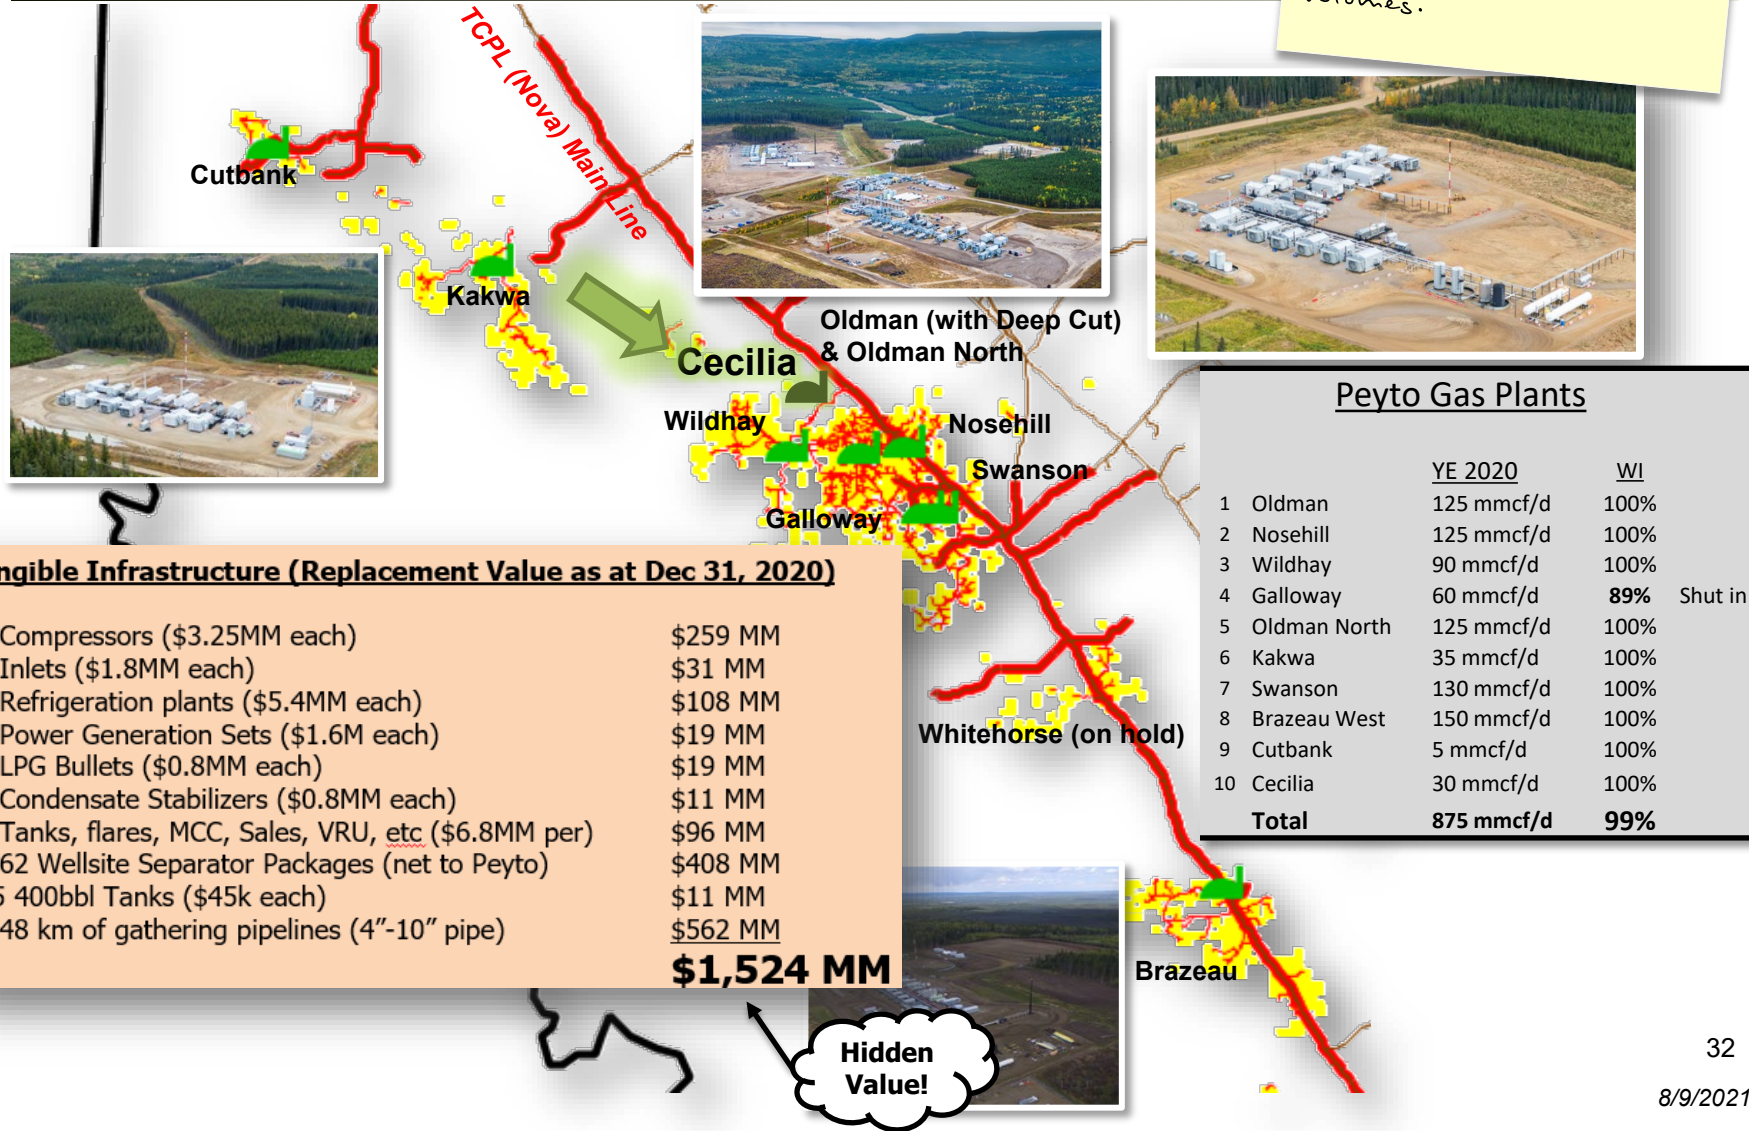 volumes.
TCPL (Nova) Main Line
Cutbank
Kakwa
Oldman (with Deep Cut)
& Oldman North
Cecilia
Wildhay
Nosehill
Swanson
Galloway
Whitehorse (on hold)
Brazeau
Peyto Gas Plants
YE 2020 WI
1 Oldman 125 mmcf/d 100%
2 Nosehill 125 mmcf/d 100%
3 Wildhay 90 mmcf/d 100%
4 Galloway 60 mmcf/d 89% Shut in
5 Oldman North 125 mmcf/d 100%
6 Kakwa 35 mmcf/d 100%
7 Swanson 130 mmcf/d 100%
8 Brazeau West 150 mmcf/d 100%
9 Cutbank 5 mmcf/d 100%
10 Cecilia 30 mmcf/d 100%
Total 875 mmcf/d 99%
ngible Infrastructure (Replacement Value as at Dec 31, 2020)
Compressors ($3.25MM each) $259 MM
Inlets ($1.8MM each) $31 MM
Refrigeration plants ($5.4MM each) $108 MM
Power Generation Sets ($1.6M each) $19 MM
LPG Bullets ($0.8MM each) $19 MM
Condensate Stabilizers ($0.8MM each) $11 MM
Tanks, flares, MCC, Sales, VRU, etc ($6.8MM per) $96 MM
62 Wellsite Separator Packages (net to Peyto) $408 MM
400bbl Tanks ($45k each) $11 MM
48 km of gathering pipelines (4”-10” pipe) $562 MM
$1,524 MM
Hidden
Value!
32
8/9/2021